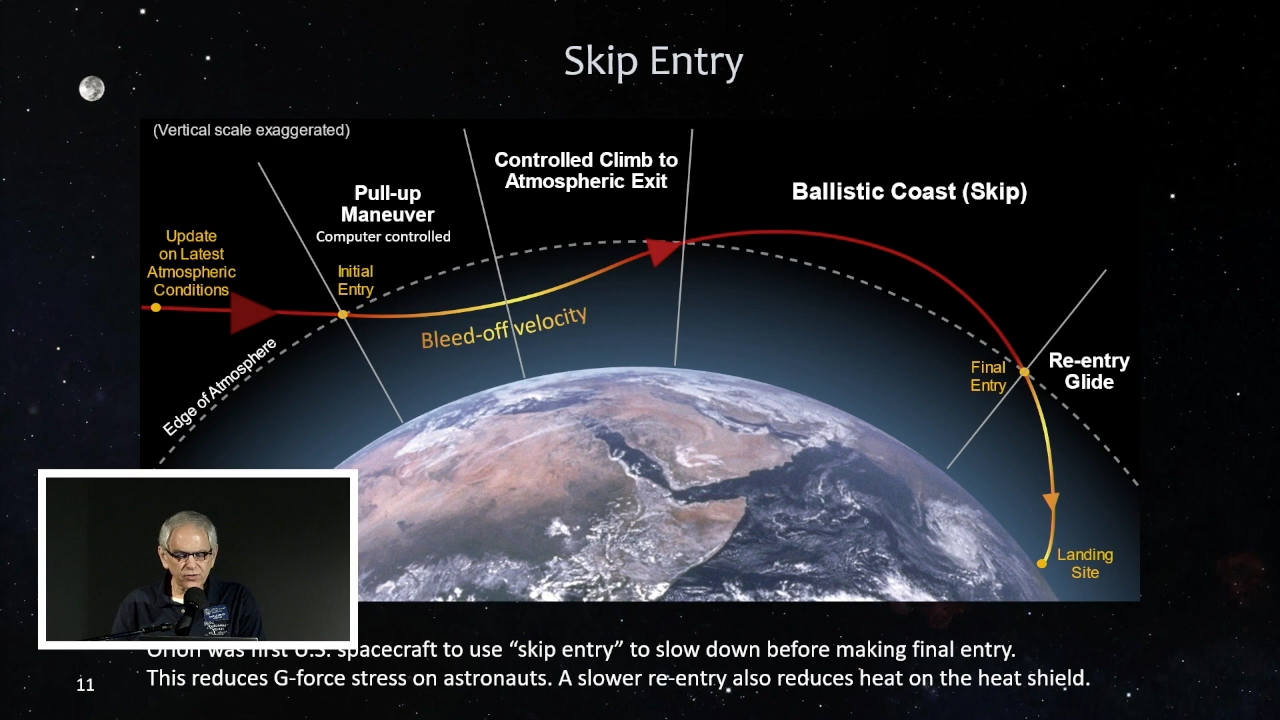 Skip Entry
(Vertical scale exaggerated)
Controlled Climb to
Atmospheric Exit
Ballistic Coast (Skip)
Pull-up
Maneuver
Computer controlled
Update
on Latest
Atmospheric
Conditions
Initial
Entry
Bleed-off velocity
Edge of Atmosphere
Final
Entry
Re-entry
Glide
Landing
Site
Orion was first U.S. spacecraft to use “skip entry” to slow down before making final entry.
This reduces G-force stress on astronauts. A slower re-entry also reduces heat on the heat shield.
11